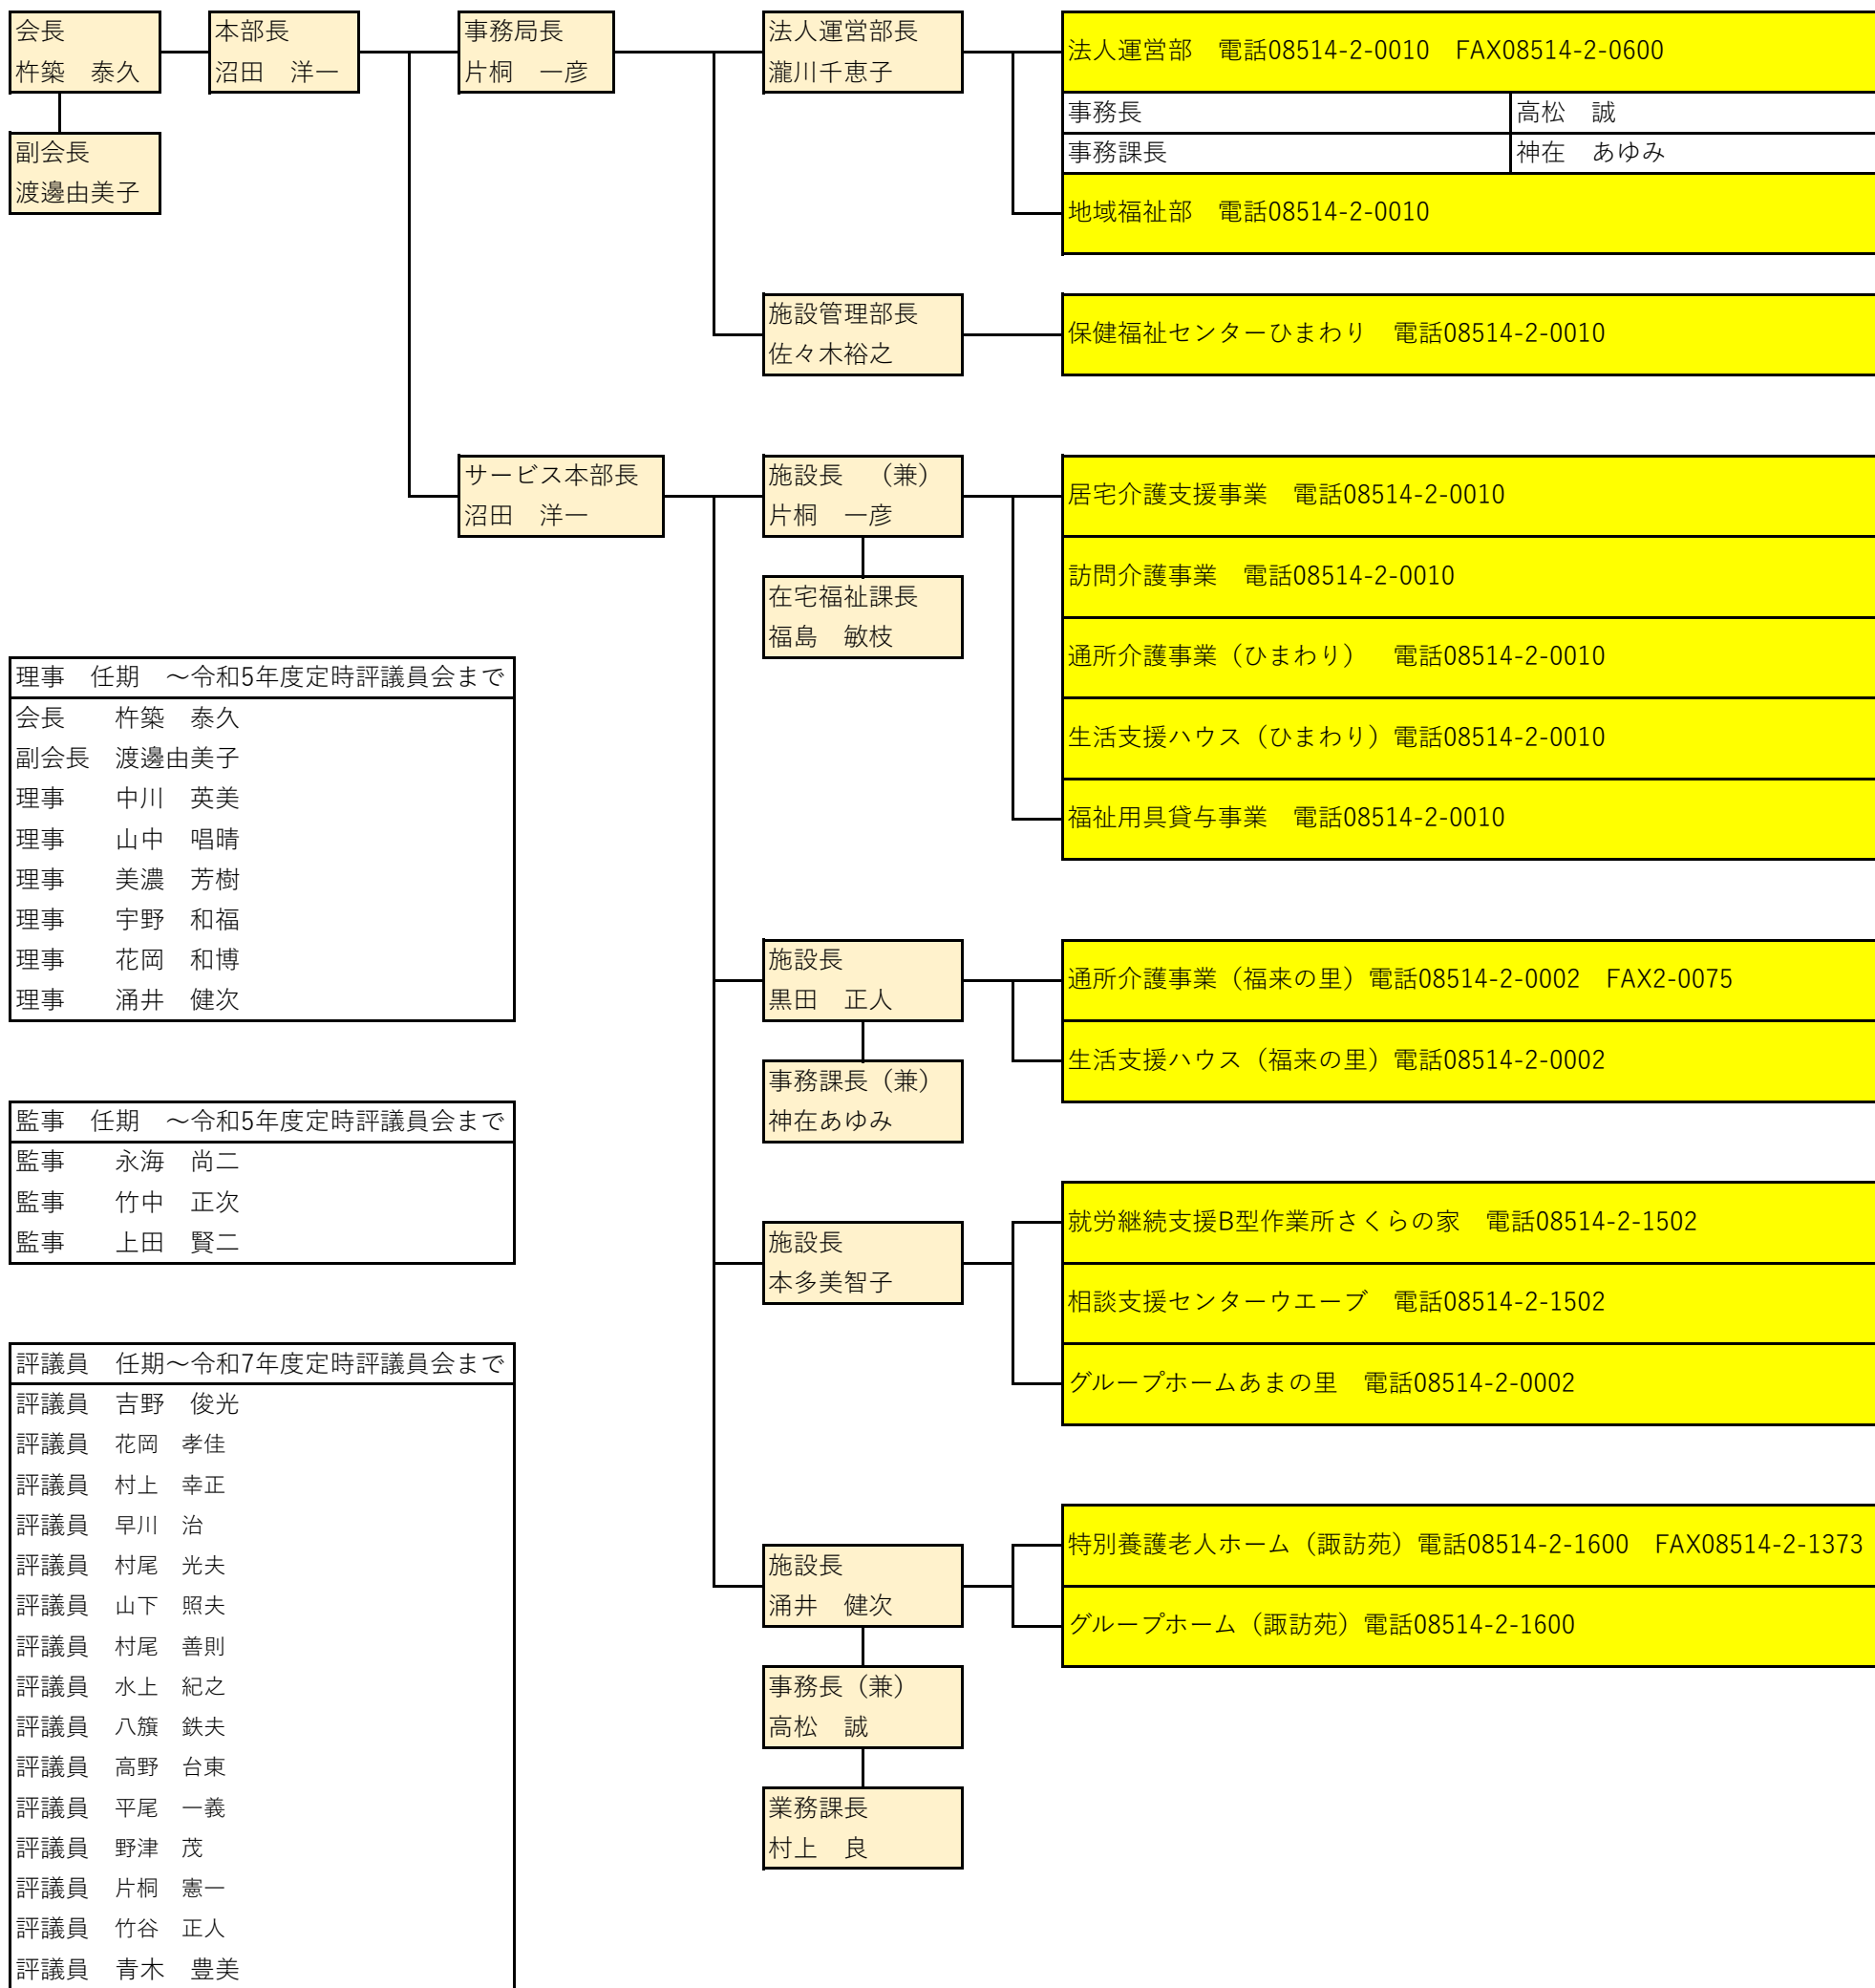 会長
杵築　泰久
副会長
渡邊由美子
本部長
沼田　洋一
事務局長
片桐　一彦
法人運営部長
瀧川千恵子
法人運営部　電話08514-2-0010　FAX08514-2-0600
事務長　高松　誠
事務課長　神在　あゆみ
地域福祉部　電話08514-2-0010
施設管理部長
佐々木裕之
保健福祉センターひまわり　電話08514-2-0010
サービス本部長
沼田　洋一
施設長　（兼）
片桐　一彦
在宅福祉課長
福島　敏枝
居宅介護支援事業　電話08514-2-0010
訪問介護事業　電話08514-2-0010
通所介護事業（ひまわり）　電話08514-2-0010
生活支援ハウス（ひまわり）電話08514-2-0010
福祉用具貸与事業　電話08514-2-0010
施設長
黒田　正人
事務課長（兼）
神在あゆみ
通所介護事業（福来の里）電話08514-2-0002　FAX2-0075
生活支援ハウス（福来の里）電話08514-2-0002
施設長
本多美智子
就労継続支援B型作業所さくらの家　電話08514-2-1502
相談支援センターウエーブ　電話08514-2-1502
グループホームあまの里　電話08514-2-0002
施設長
涌井　健次
事務長（兼）
高松　誠
業務課長
村上　良
特別養護老人ホーム（諏訪苑）電話08514-2-1600　FAX08514-2-1373
グループホーム（諏訪苑）電話08514-2-1600
理事　任期　～令和5年度定時評議員会まで
会長　　杵築　泰久
副会長　渡邊由美子
理事　　中川　英美
理事　　山中　唱晴
理事　　美濃　芳樹
理事　　宇野　和福
理事　　花岡　和博
理事　　涌井　健次
監事　任期　～令和5年度定時評議員会まで
監事　　永海　尚二
監事　　竹中　正次
監事　　上田　賢二
評議員　任期～令和7年度定時評議員会まで
評議員　吉野　俊光
評議員　花岡　孝佳
評議員　村上　幸正
評議員　早川　治
評議員　村尾　光夫
評議員　山下　照夫
評議員　村尾　善則
評議員　水上　紀之
評議員　八籏　鉄夫
評議員　高野　台東
評議員　平尾　一義
評議員　野津　茂
評議員　片桐　憲一
評議員　竹谷　正人
評議員　青木　豊美